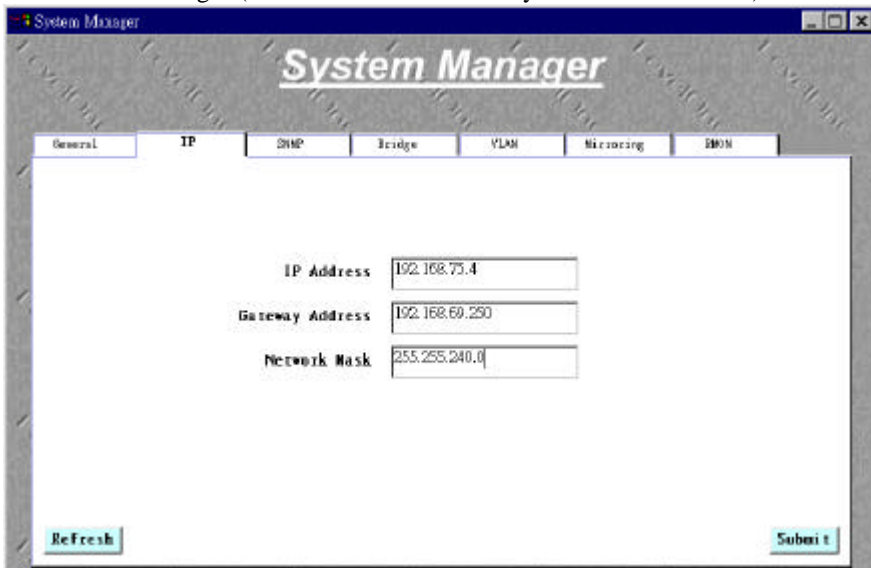 System Manager
System Manager
General IP SNMP Bridge VLAN Mirroring RMON
IP Address 192.168.75.4
Gateway Address 192.168.69.250
Network Mask 255.255.240.0
Refresh Submit